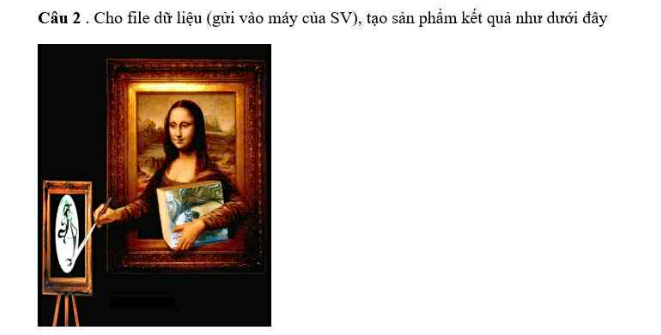 Câu 2 . Cho file dữ liệu (gửi vào máy của SV), tạo sản phẩm kết quả như dưới đây